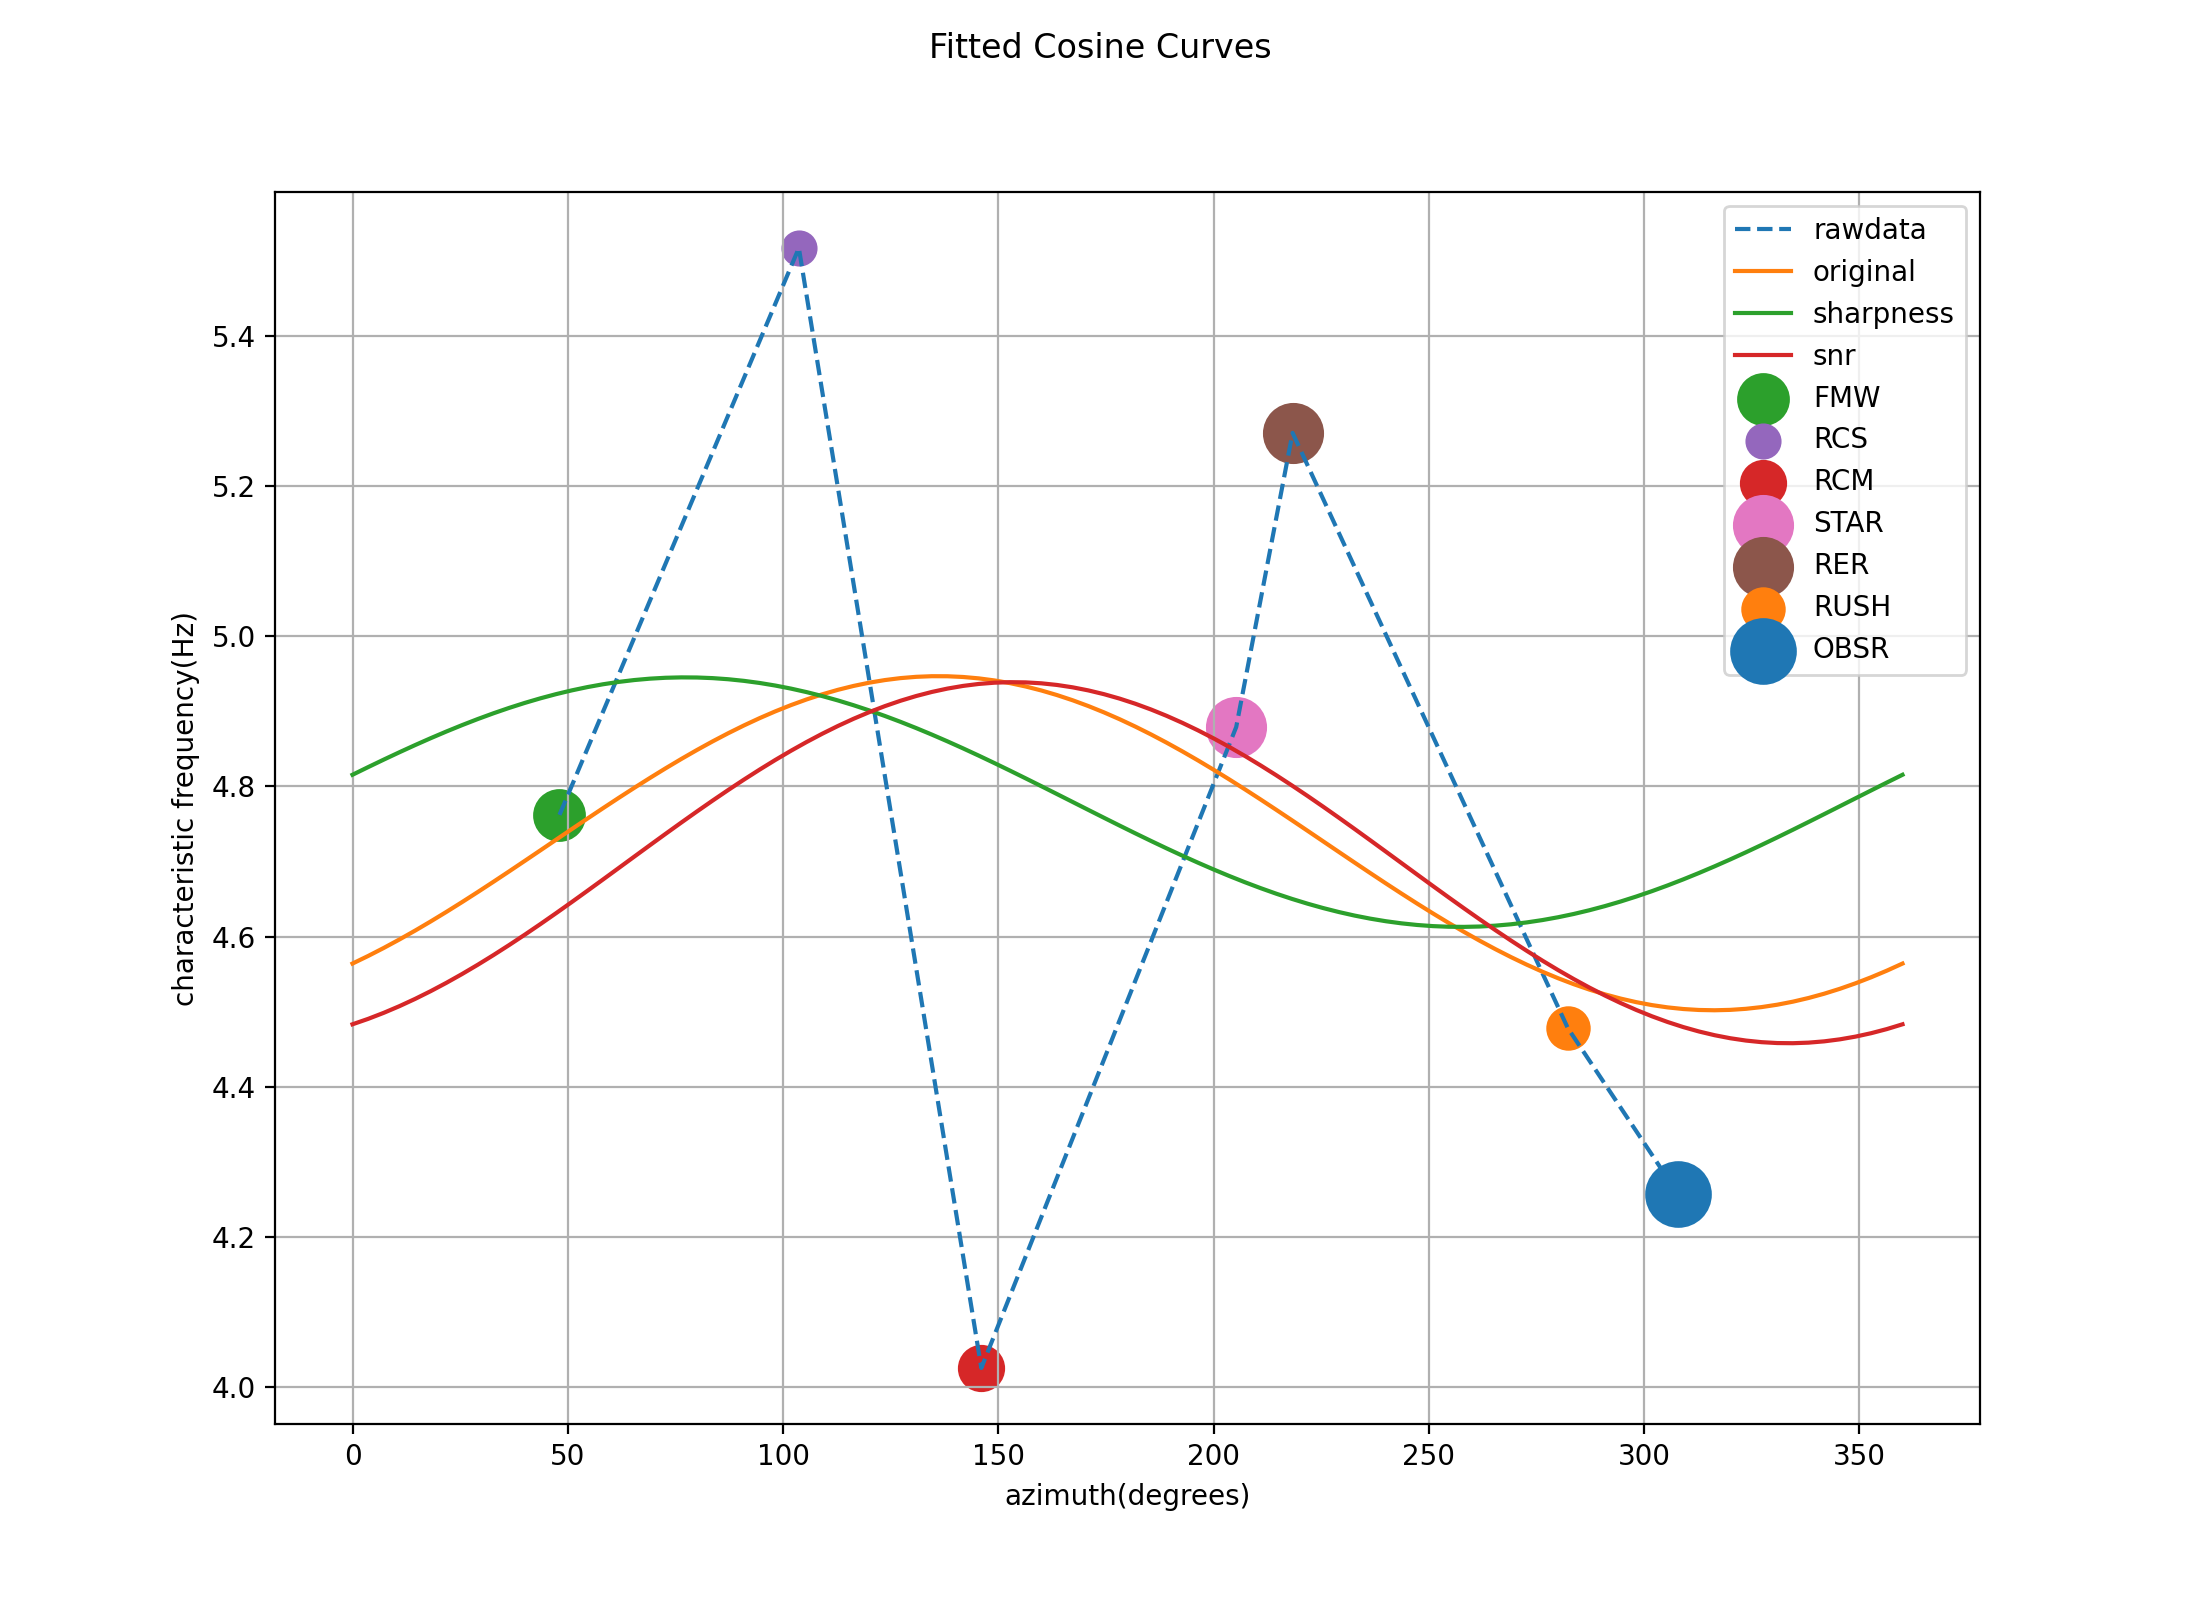 Fitted Cosine Curves
rawdata
original
sharpness
snr
FMW
RCS
RCM
STAR
RER
RUSH
OBSR
characteristic frequency(Hz)
5.4
5.2
5.0
4.8
4.6
4.4
4.2
4.0
0 50 100 150 200 250 300 350
azimuth(degrees)